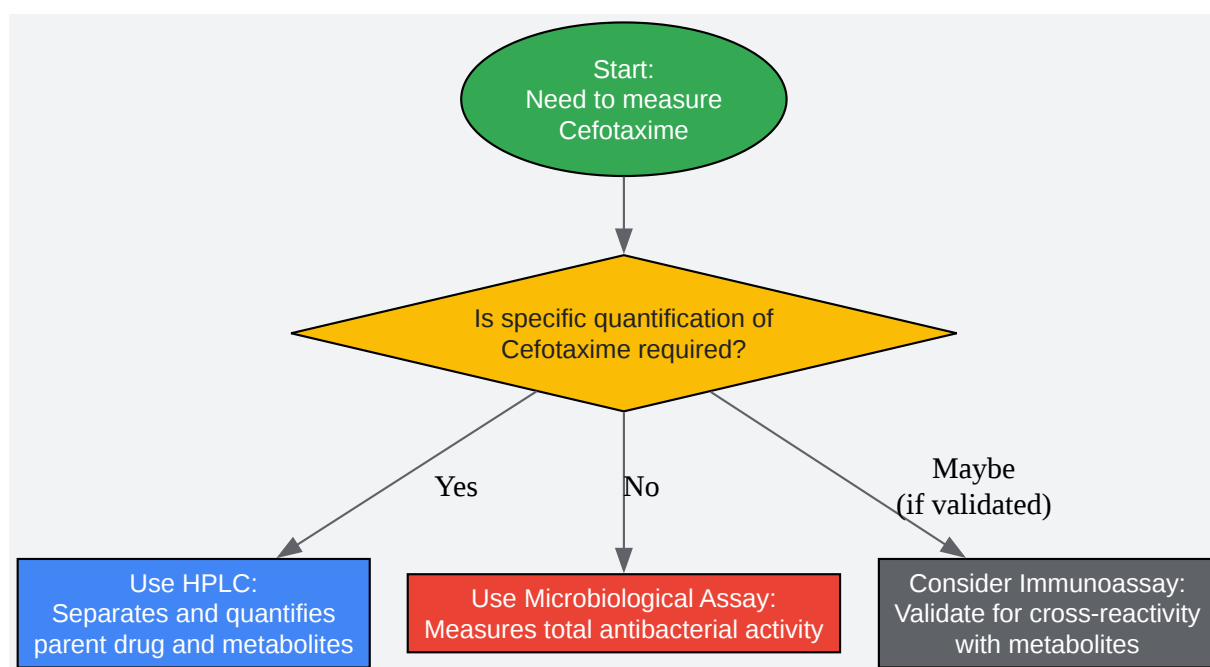 Start:
Need to measure
Cefotaxime
Is specific quantification of
Cefotaxime required?
Yes
No
Maybe
(if validated)
Use HPLC:
Separates and quantifies
parent drug and metabolites
Use Microbiological Assay:
Measures total antibacterial activity
Consider Immunoassay:
Validate for cross-reactivity
with metabolites